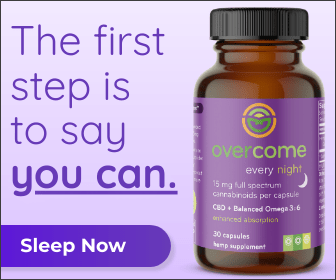 The first
step is
to say
you can.
Sleep Now
overcome
every night
15 mg full spectrum
cannabinoids per capsule
CBD + Balanced Omega 3:6
enhanced absorption
30 capsules
hemp supplement